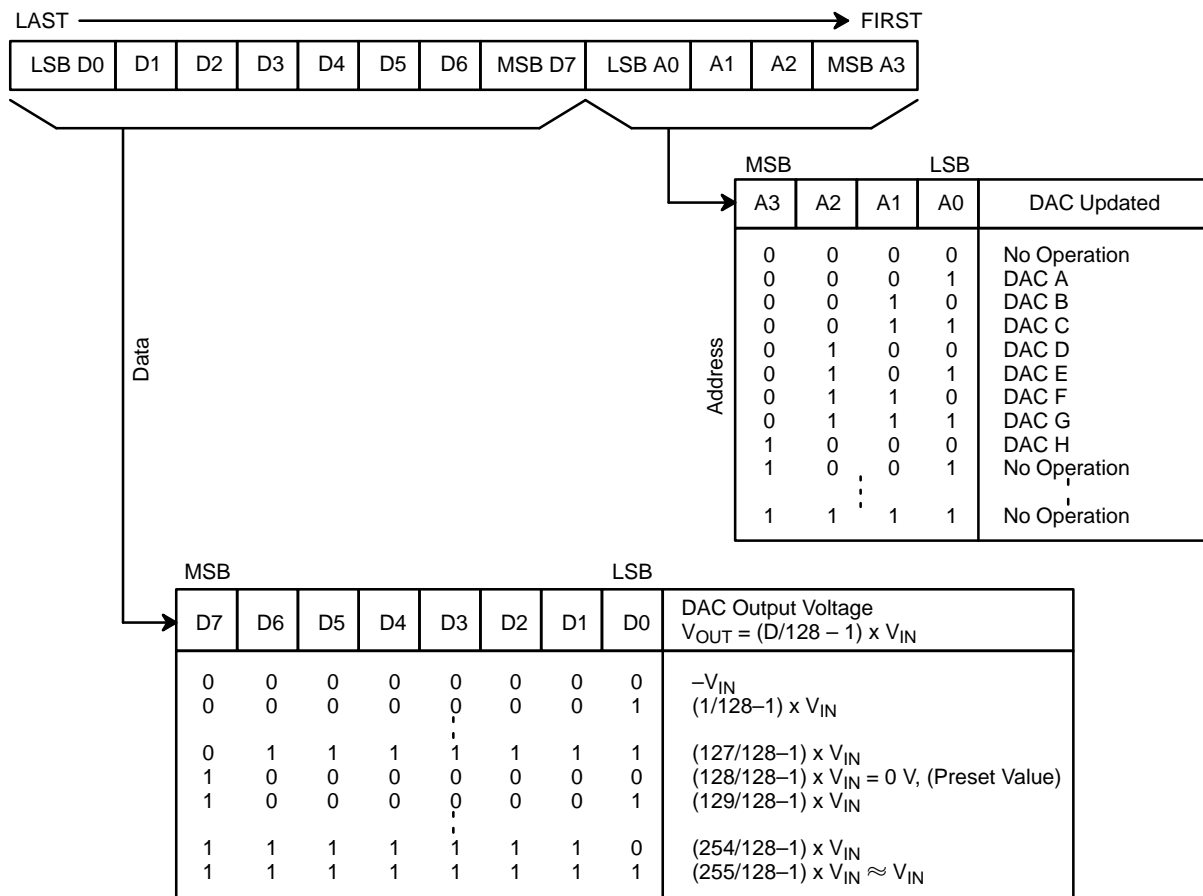 LAST FIRST
LSB D0 D1 D2 D3 D4 D5 D6 MSB D7 LSB A0 A1 A2 MSB A3
MSB LSB
A3 A2 A1 A0 DAC Updated
0 0 0 0 No Operation
0 0 0 1 DAC A
0 0 1 0 DAC B
0 0 1 1 DAC C
0 1 0 0 DAC D
0 1 0 1 DAC E
0 1 1 0 DAC F
0 1 1 1 DAC G
1 0 0 0 DAC H
1 0 0 1 No Operation
1 1 1 1 No Operation
Address
Data
MSB LSB
D7 D6 D5 D4 D3 D2 D1 D0 DAC Output Voltage
VOUT = (D/128 – 1) x VIN
0 0 0 0 0 0 0 0 –VIN
0 0 0 0 0 0 0 1 (1/128–1) x VIN
0 1 1 1 1 1 1 1 (127/128–1) x VIN
1 0 0 0 0 0 0 0 (128/128–1) x VIN = 0 V, (Preset Value)
1 0 0 0 0 0 0 1 (129/128–1) x VIN
1 1 1 1 1 1 1 0 (254/128–1) x VIN
1 1 1 1 1 1 1 1 (255/128–1) x VIN ≈ VIN